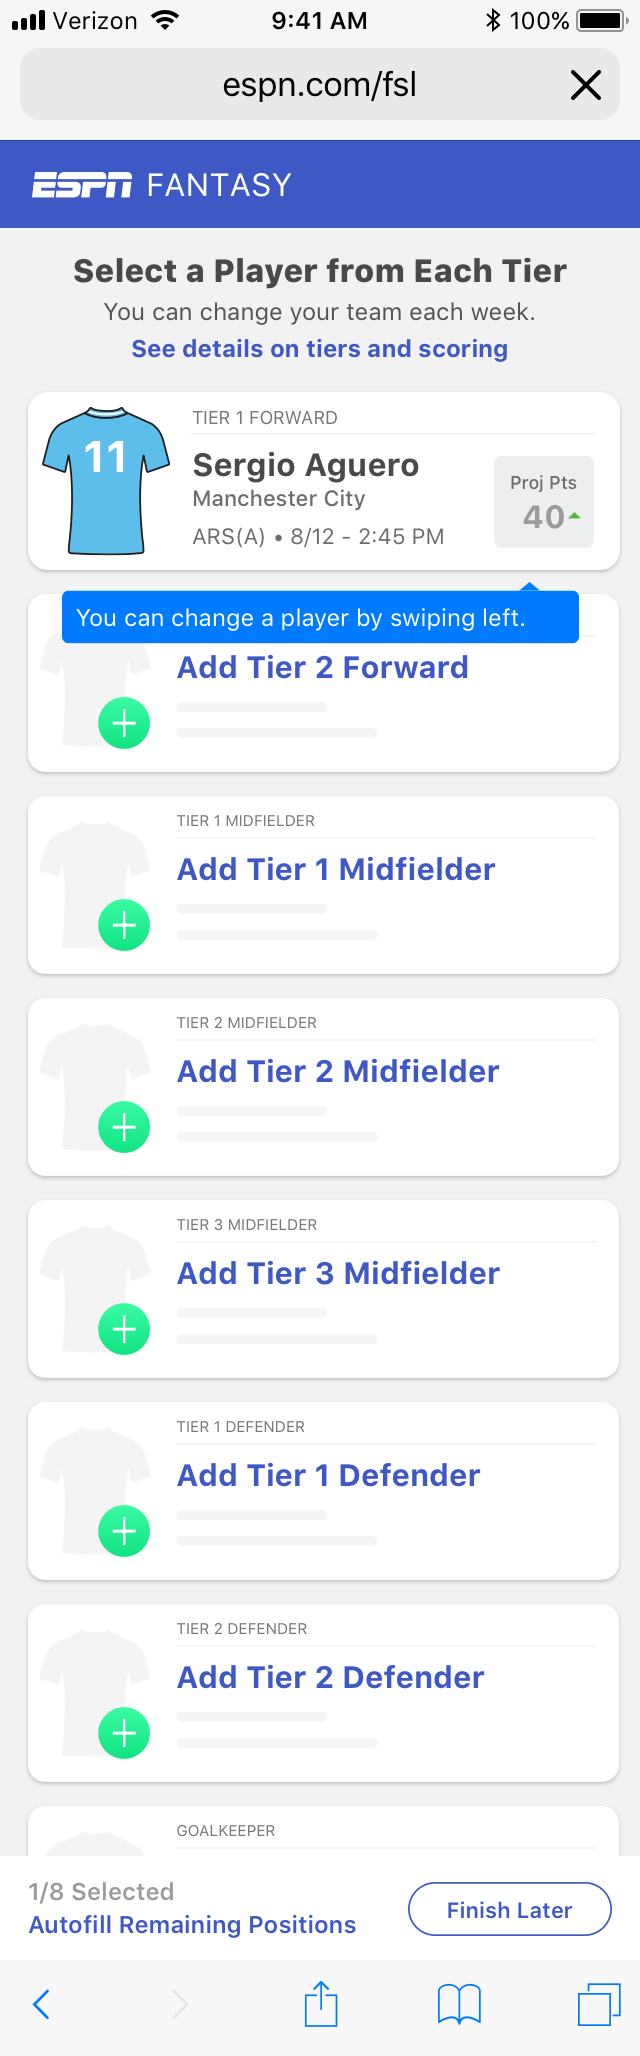 Verizon 9:41 AM 100%
espn.com/fsl
ESPN FANTASY
Select a Player from Each Tier
You can change your team each week.
See details on tiers and scoring
11
TIER 1 FORWARD
Sergio Aguero
Manchester City
ARS(A) • 8/12 - 2:45 PM
Proj Pts
40
You can change a player by swiping left.
Add Tier 2 Forward
TIER 1 MIDFIELDER
Add Tier 1 Midfielder
TIER 2 MIDFIELDER
Add Tier 2 Midfielder
TIER 3 MIDFIELDER
Add Tier 3 Midfielder
TIER 1 DEFENDER
Add Tier 1 Defender
TIER 2 DEFENDER
Add Tier 2 Defender
GOALKEEPER
1/8 Selected
Autofill Remaining Positions
Finish Later